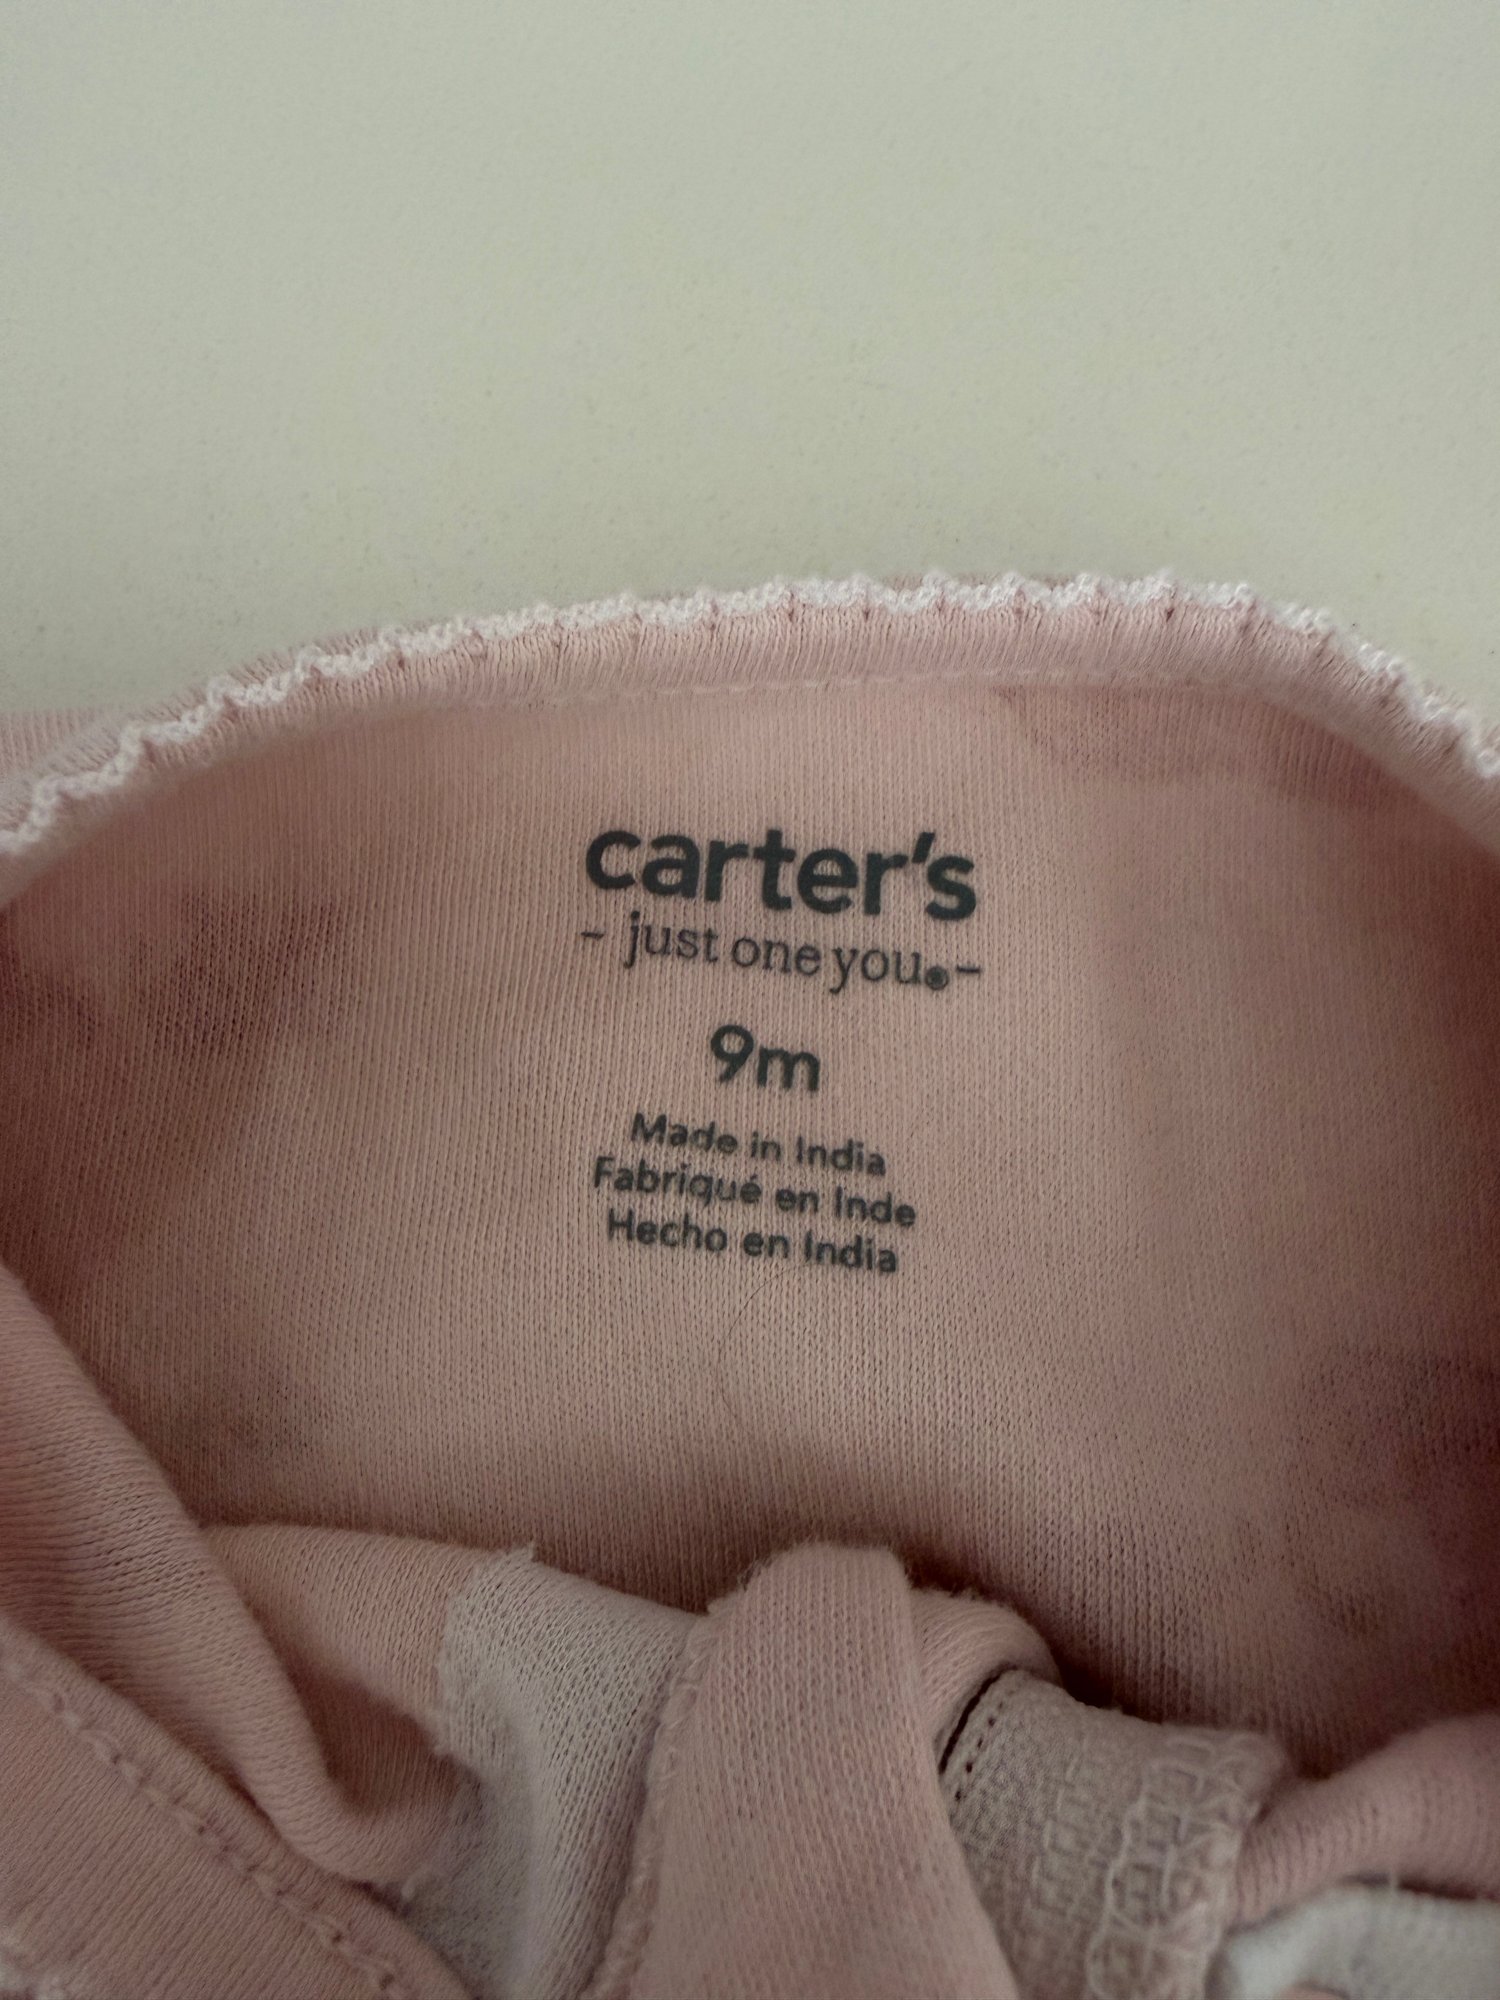 carter's
- just one you®-
9m
Made in India
Fabriqué en Inde
Hecho en India